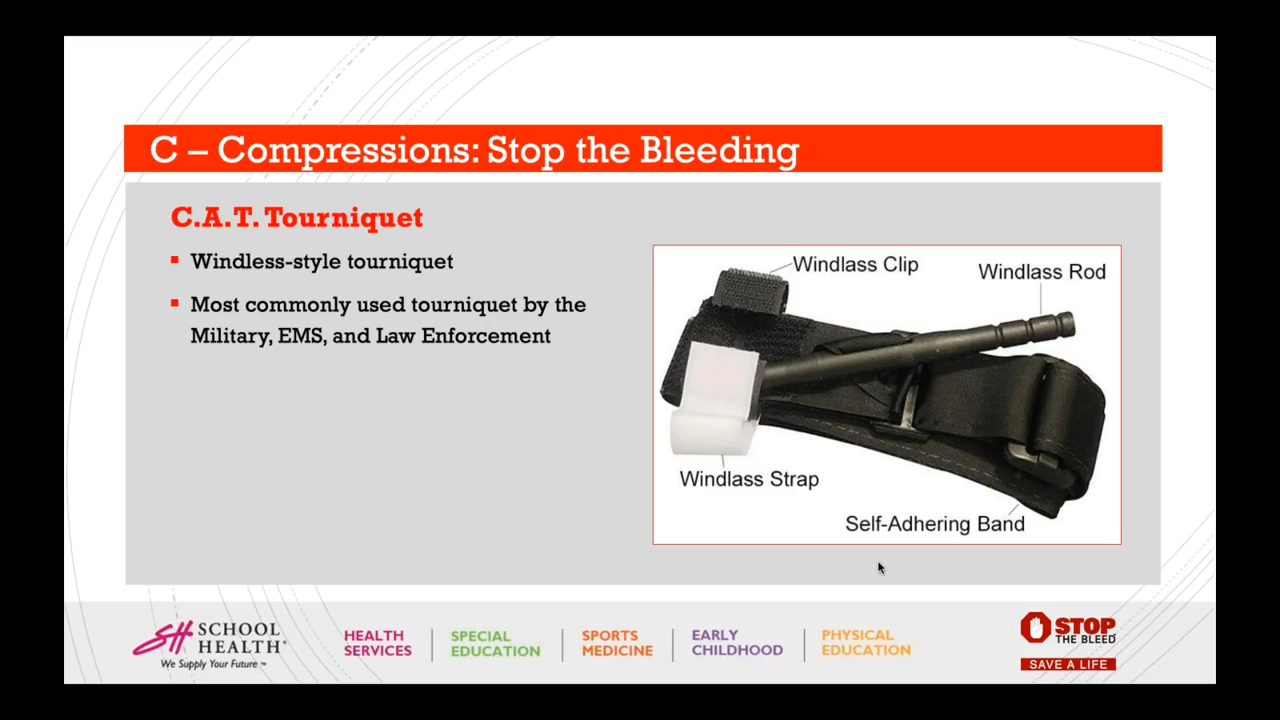 C – Compressions: Stop the Bleeding
C.A.T. Tourniquet
Windless-style tourniquet
Most commonly used tourniquet by the
Military, EMS, and Law Enforcement
Windlass Clip
Windlass Rod
Windlass Strap
Self-Adhering Band
SH SCHOOL
HEALTH
We Supply Your Future ™
HEALTH
SERVICES
SPECIAL
EDUCATION
SPORTS
MEDICINE
EARLY
CHILDHOOD
PHYSICAL
EDUCATION
STOP
THE BLEED
SAVE A LIFE